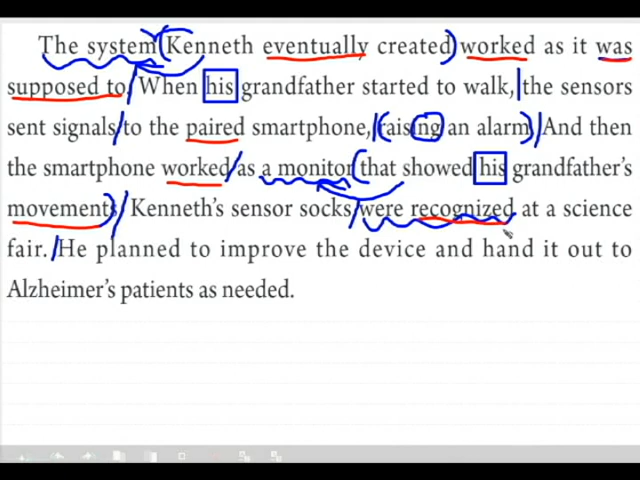 The system Kenneth eventually created worked as it was
supposed to. When his grandfather started to walk, the sensors
sent signals to the paired smartphone, raising an alarm. And then
the smartphone worked as a monitor that showed his grandfather's
movements. Kenneth's sensor socks were recognized at a science
fair. He planned to improve the device and hand it out to
Alzheimer's patients as needed.